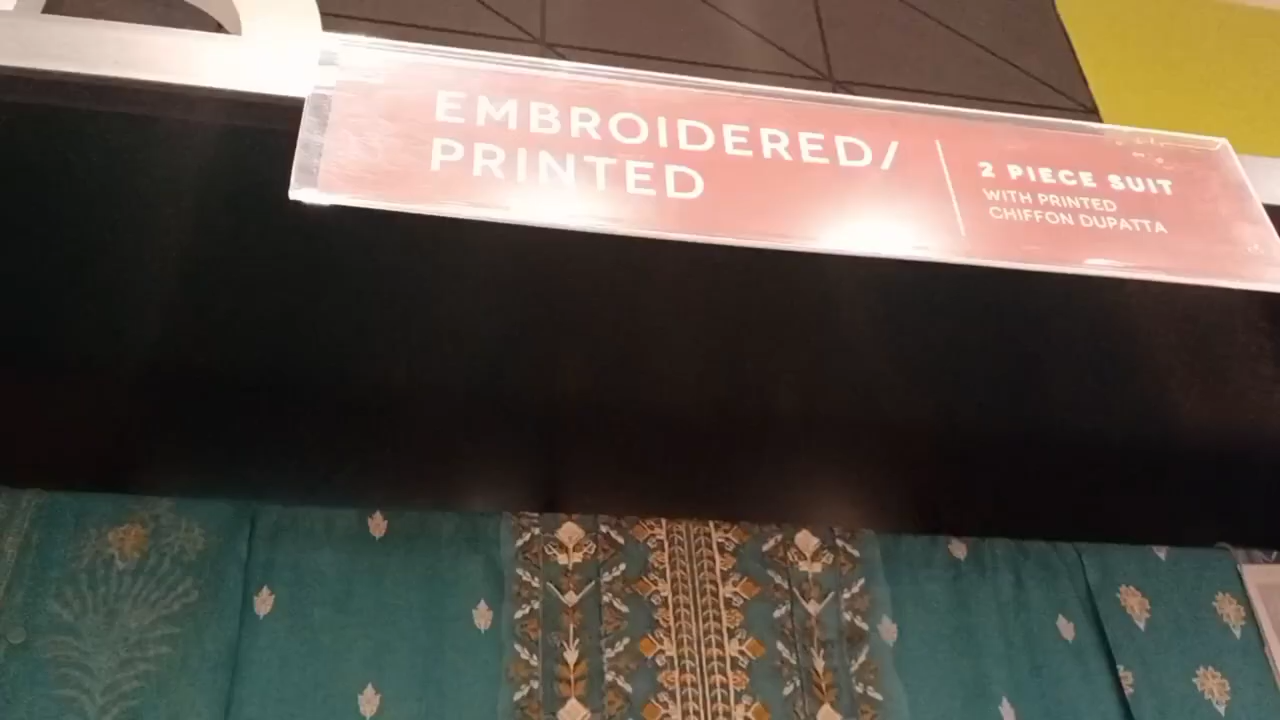 EMBROIDERED/
PRINTED
2 PIECE SUIT
WITH PRINTED
CHIFFON DUPATTA